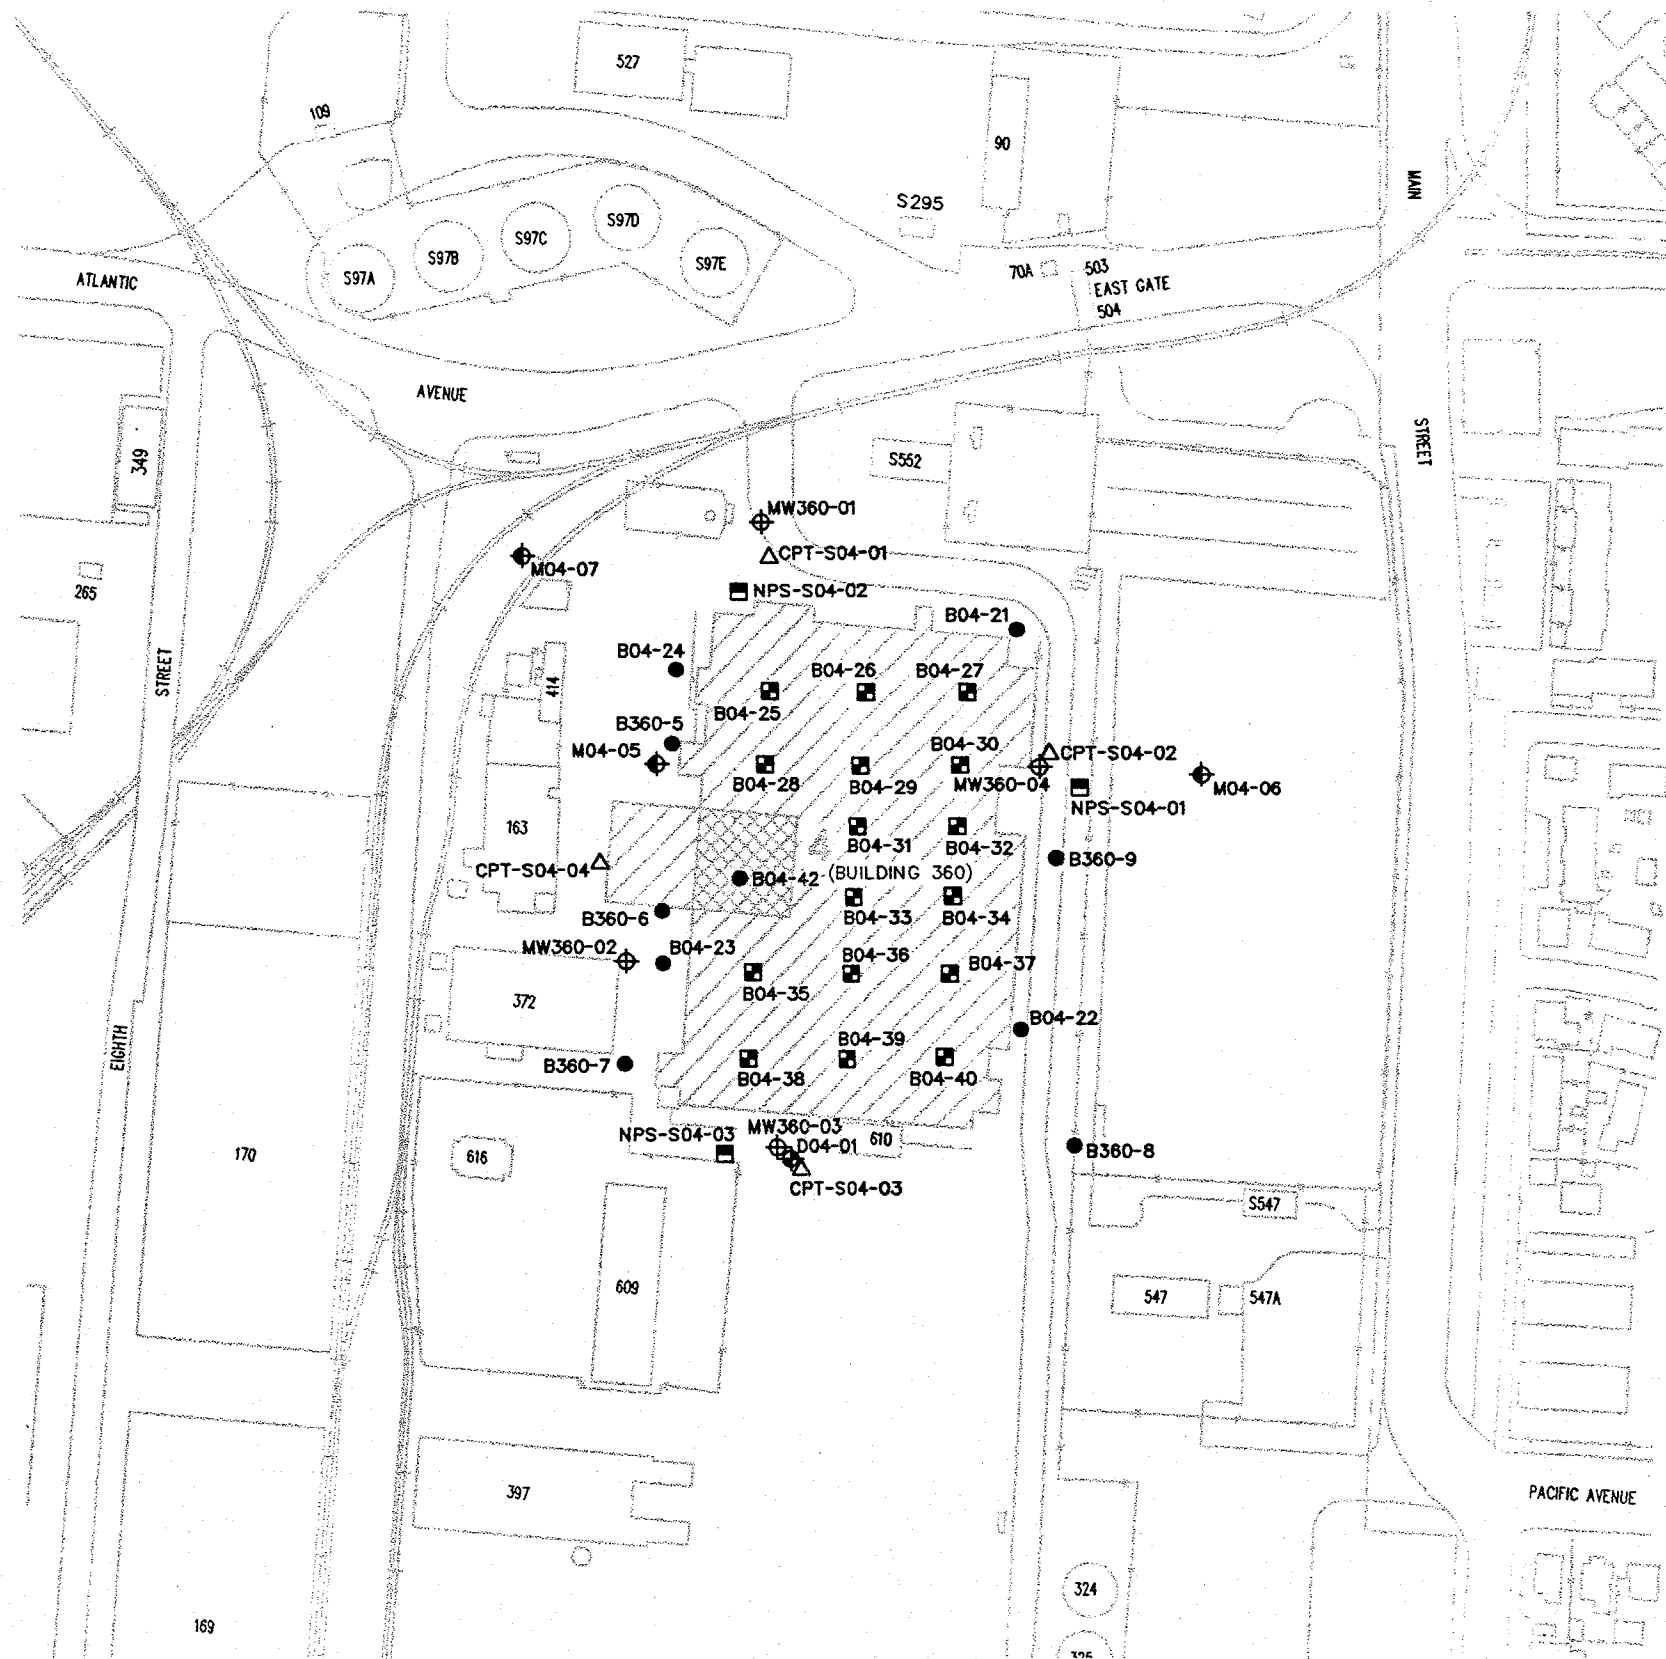 527
109
90
MAIN
S295
S97D
S97C
S97B
S97E
S97A
70A
503
EAST GATE
504
ATLANTIC
AVENUE
STREET
349
S552
MW360-01
CPT-S04-01
M04-07
NPS-S04-02
265
B04-21
B04-24
B04-26
B04-27
STREET
414
B04-25
B360-5
M04-05
B04-30
CPT-S04-02
B04-28
B04-29
MW360-04
M04-06
NPS-S04-01
163
B04-31
B04-32
4
B360-9
CPT-S04-04
B04-42
(BUILDING 360)
B360-6
B04-33
B04-34
MW360-02
B04-23
B04-36
B04-37
B04-35
372
B04-22
EIGHTH
B04-39
B360-7
B04-38
B04-40
MW360-03
NPS-S04-03
D04-01
610
B360-8
170
616
CPT-S04-03
S547
609
547
547A
397
PACIFIC AVENUE
324
169
325